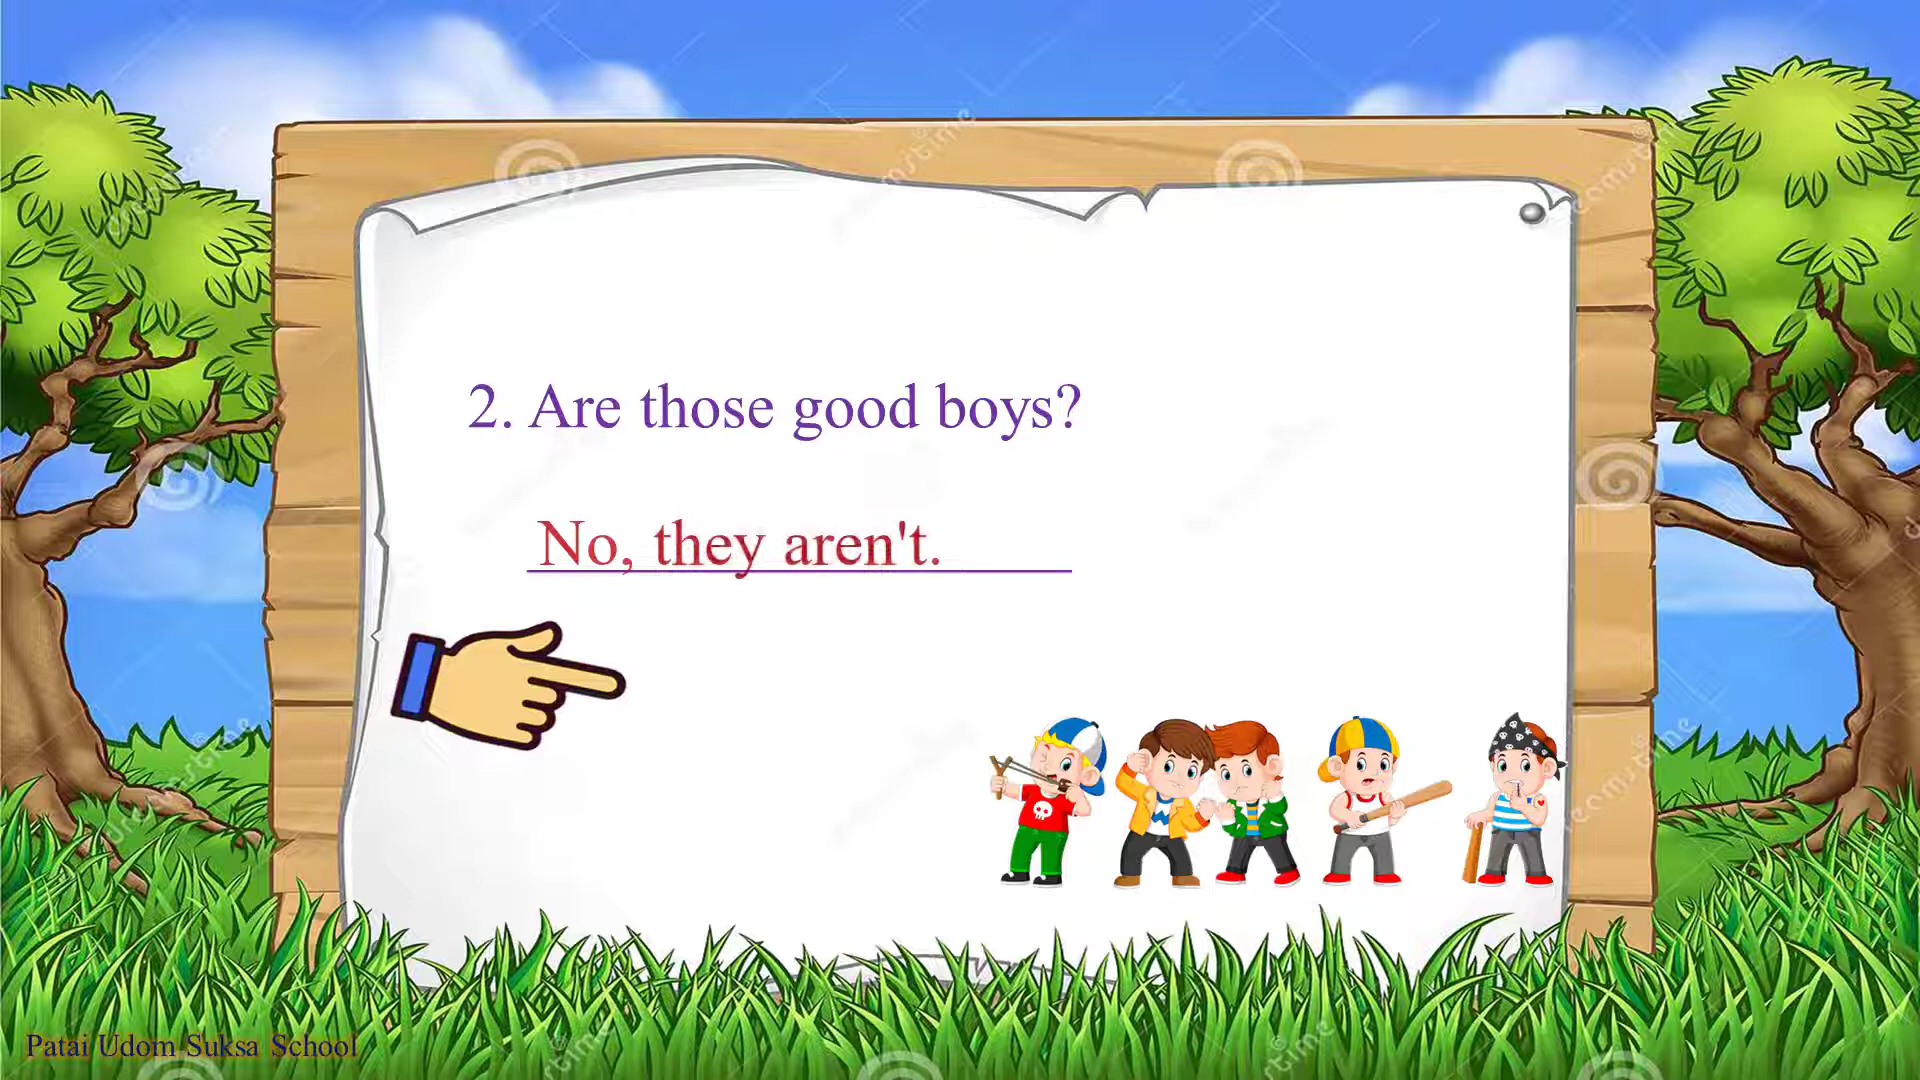 2. Are those good boys?
No, they aren't.
Patai Udom Suksa School